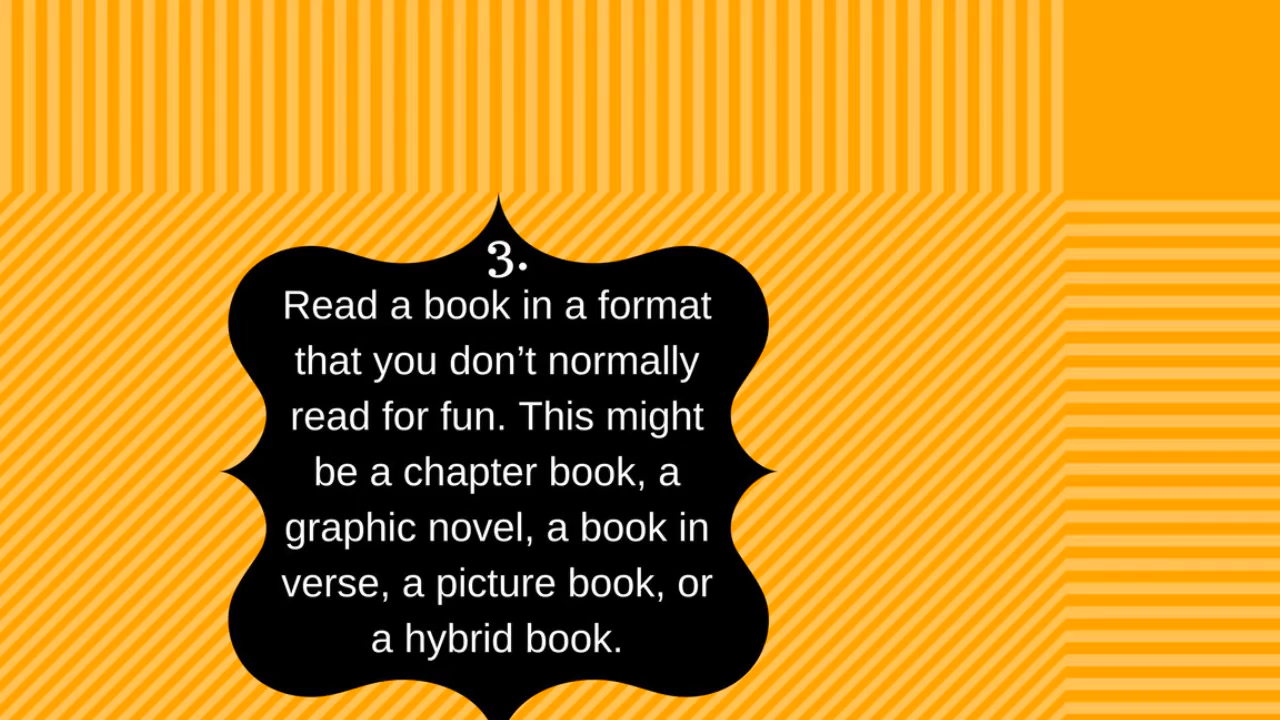 3.
Read a book in a format
that you don’t normally
read for fun. This might
be a chapter book, a
graphic novel, a book in
verse, a picture book, or
a hybrid book.